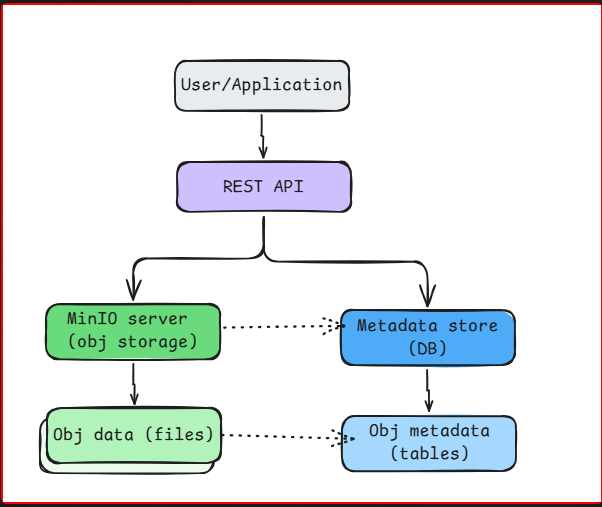 User/Application
REST API
MinIO server
(obj storage)
Metadata store
(DB)
Obj data (files)
Obj metadata
(tables)